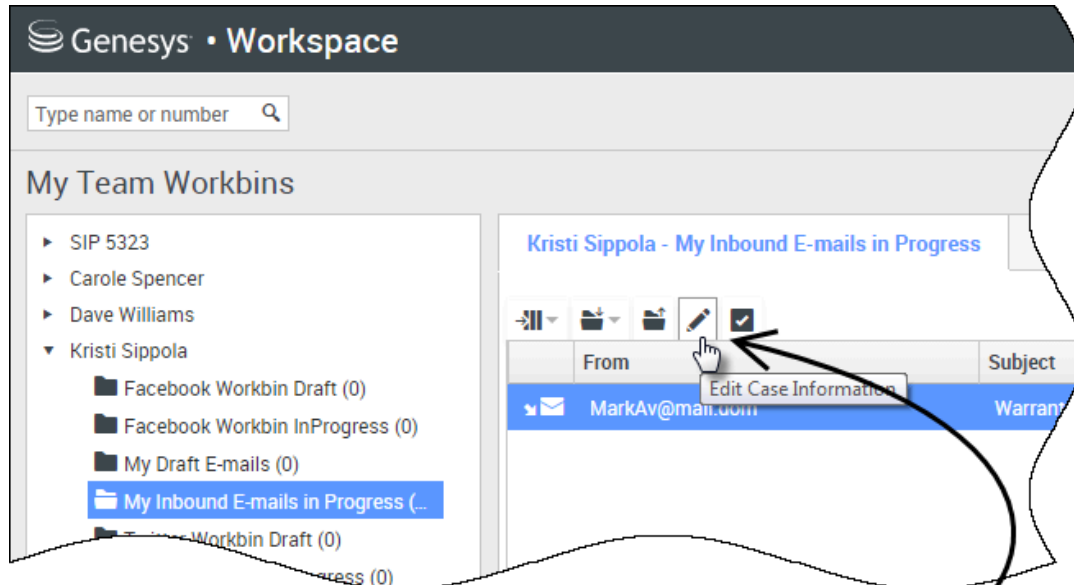 Genesys • Workspace
Type name or number
My Team Workbins
SIP 5323
Carole Spencer
Dave Williams
Kristi Sippola
Facebook Workbin Draft (0)
Facebook Workbin InProgress (0)
My Draft E-mails (0)
My Inbound E-mails in Progress (...
Workbin Draft (0)
(0)
Kristi Sippola - My Inbound E-mails in Progress
From Subject
Edit Case Information
MarkAv@mail.dom Warrant